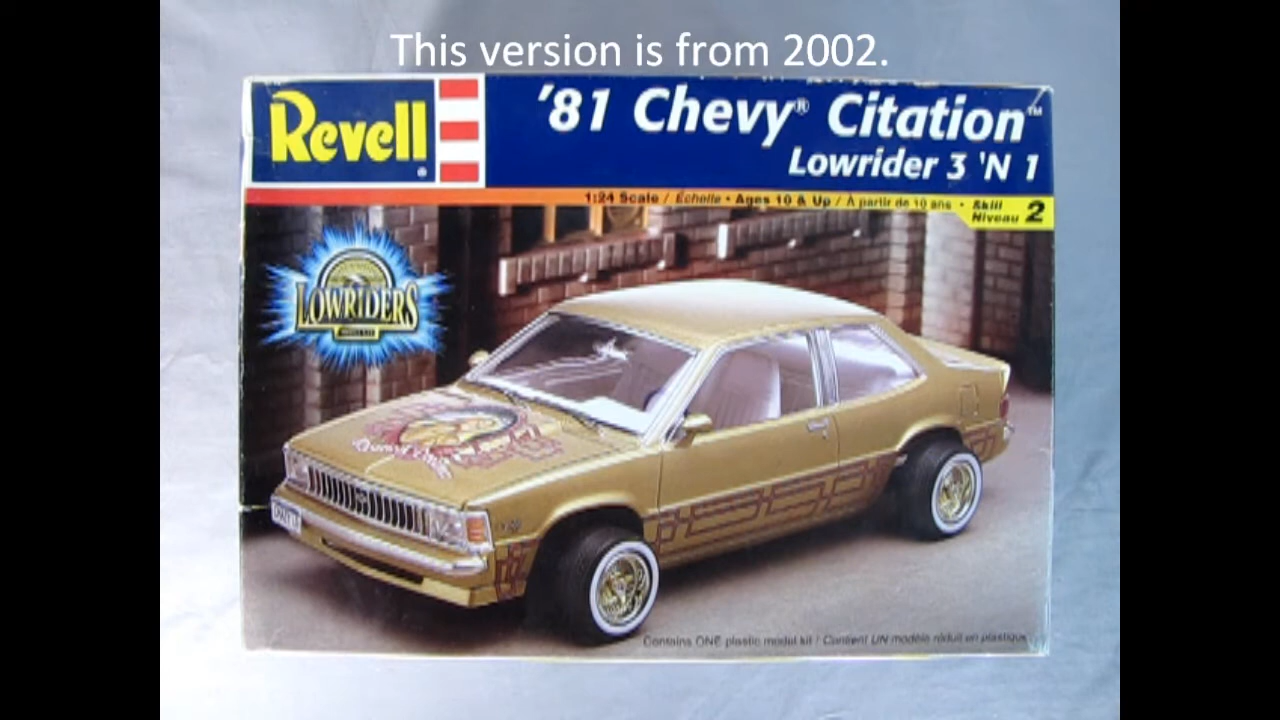 This version is from 2002.
Revell®
'81 Chevy® Citation™
Lowrider 3 'N 1
1:24 Scale / Échelle • Ages 10 & Up / À partir de 10 ans • Skill Niveau 2
LOWRIDERS
Contains ONE plastic model kit / Contient UN modèle réduit en plastique